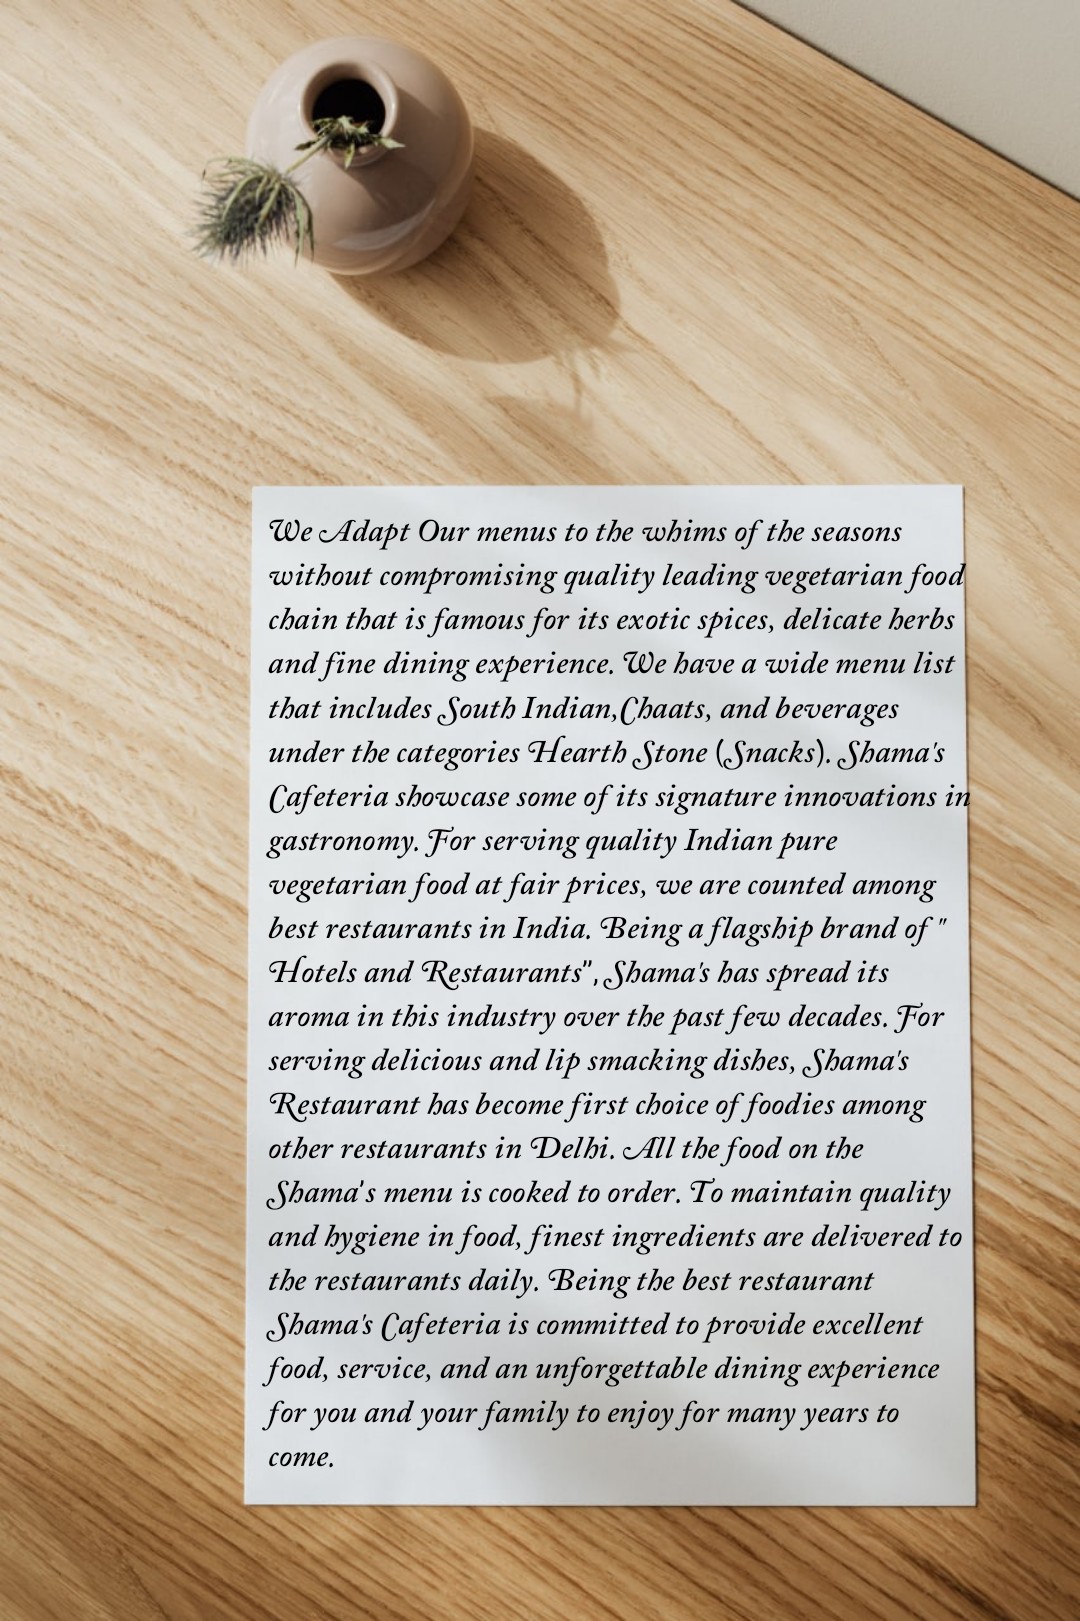 We Adapt Our menus to the whims of the seasons
without compromising quality leading vegetarian food
chain that is famous for its exotic spices, delicate herbs
and fine dining experience. We have a wide menu list
that includes South Indian,Chaats, and beverages
under the categories Hearth Stone (Snacks). Shama's
Cafeteria showcase some of its signature innovations in
gastronomy. For serving quality Indian pure
vegetarian food at fair prices, we are counted among
best restaurants in India. Being a flagship brand of "
Hotels and Restaurants", Shama's has spread its
aroma in this industry over the past few decades. For
serving delicious and lip smacking dishes, Shama's
Restaurant has become first choice of foodies among
other restaurants in Delhi. All the food on the
Shama's menu is cooked to order. To maintain quality
and hygiene in food, finest ingredients are delivered to
the restaurants daily. Being the best restaurant
Shama's Cafeteria is committed to provide excellent
food, service, and an unforgettable dining experience
for you and your family to enjoy for many years to
come.